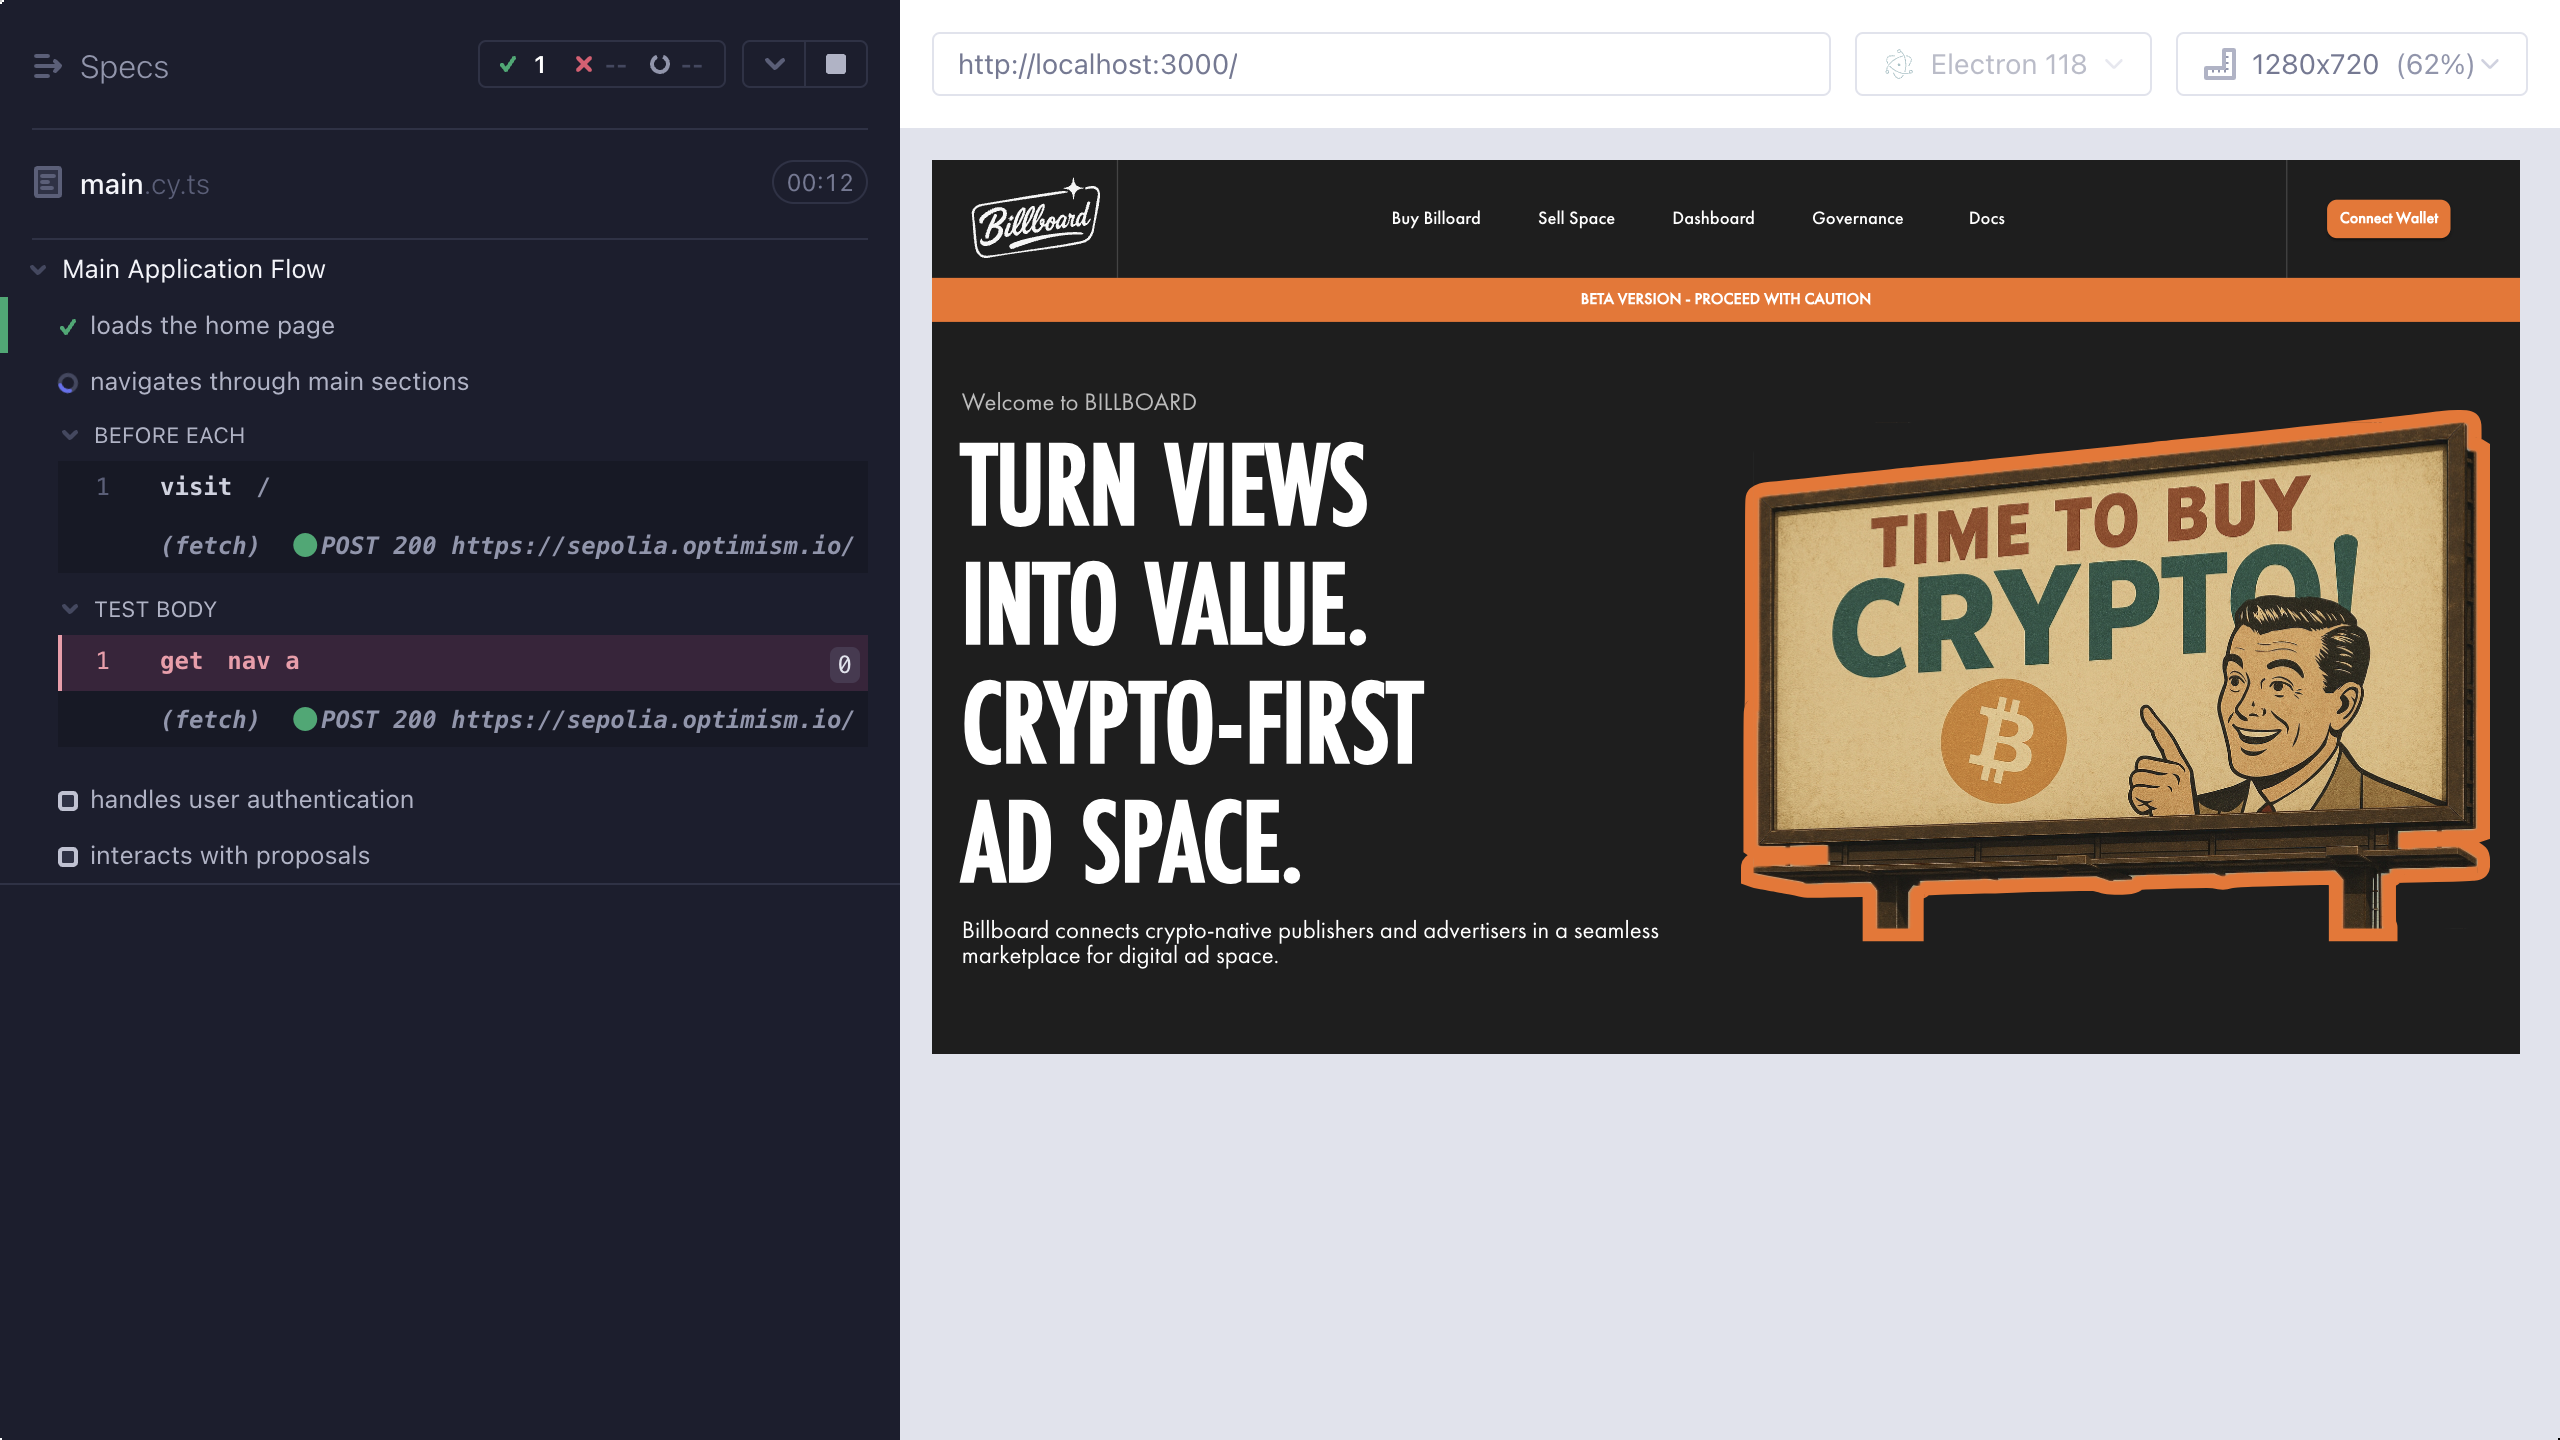 Specs
1 -- --
main.cy.ts
00:12
Main Application Flow
loads the home page
navigates through main sections
BEFORE EACH
1 visit /
(fetch) POST 200 https://sepolia.optimism.io/
TEST BODY
1 get nav a 0
(fetch) POST 200 https://sepolia.optimism.io/
handles user authentication
interacts with proposals
http://localhost:3000/
Electron 118
1280x720 (62%)
Billboard
Buy Billoard
Sell Space
Dashboard
Governance
Docs
Connect Wallet
BETA VERSION - PROCEED WITH CAUTION
Welcome to BILLBOARD
TURN VIEWS
INTO VALUE.
CRYPTO-FIRST
AD SPACE.
Billboard connects crypto-native publishers and advertisers in a seamless
marketplace for digital ad space.
TIME TO BUY
CRYPTO!